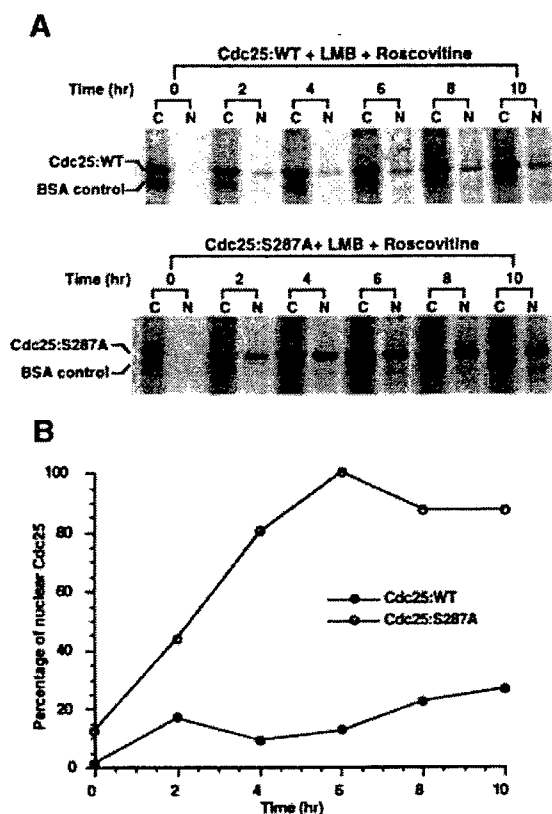 A
Cdc25:WT + LMB + Roscovitine
Time (hr) 0 2 4 6 8 10
C N C N C N C N C N C N
Cdc25:WT
BSA control
Cdc25:S287A+ LMB + Roscovitine
Time (hr) 0 2 4 6 8 10
C N C N C N C N C N C N
Cdc25:S287A
BSA control
B
Percentage of nuclear Cdc25
100
80
60
40
20
0
Cdc25:WT
Cdc25:S287A
0 2 4 6 8 10
Time (hr)